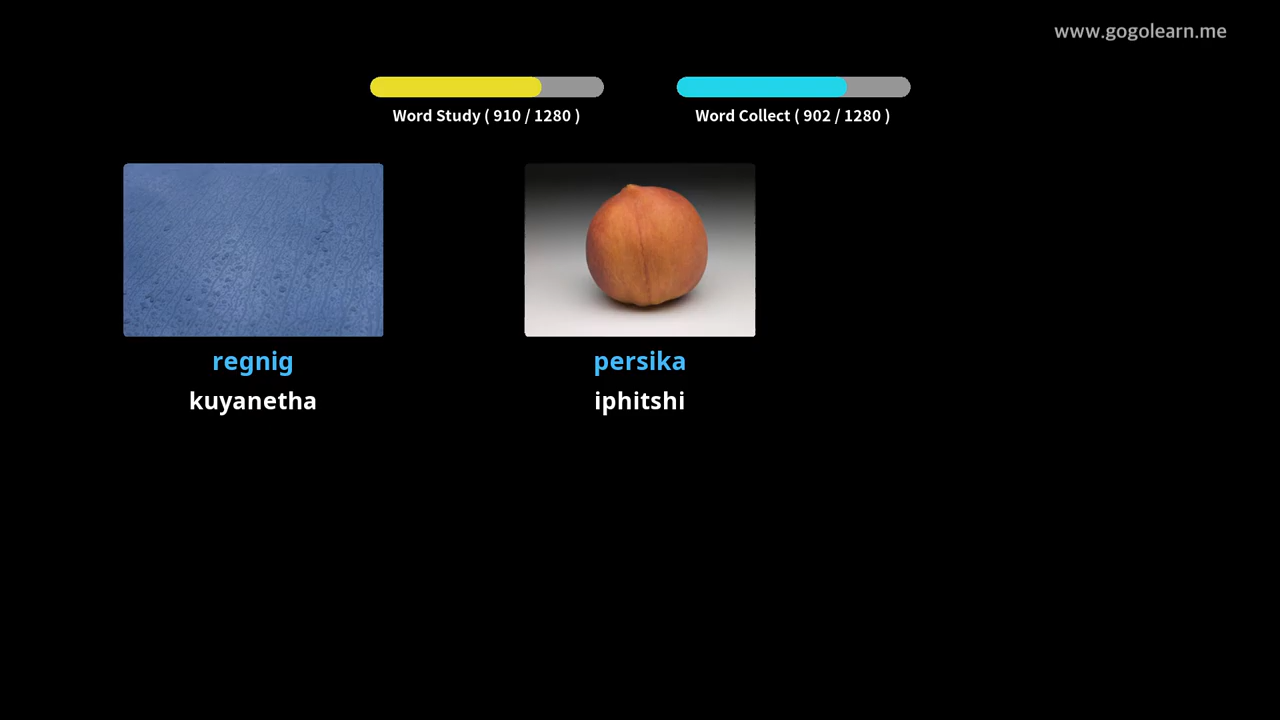 www.gogolearn.me
Word Study ( 910 / 1280 )
Word Collect ( 902 / 1280 )
regnig
kuyanetha
persika
iphitshi